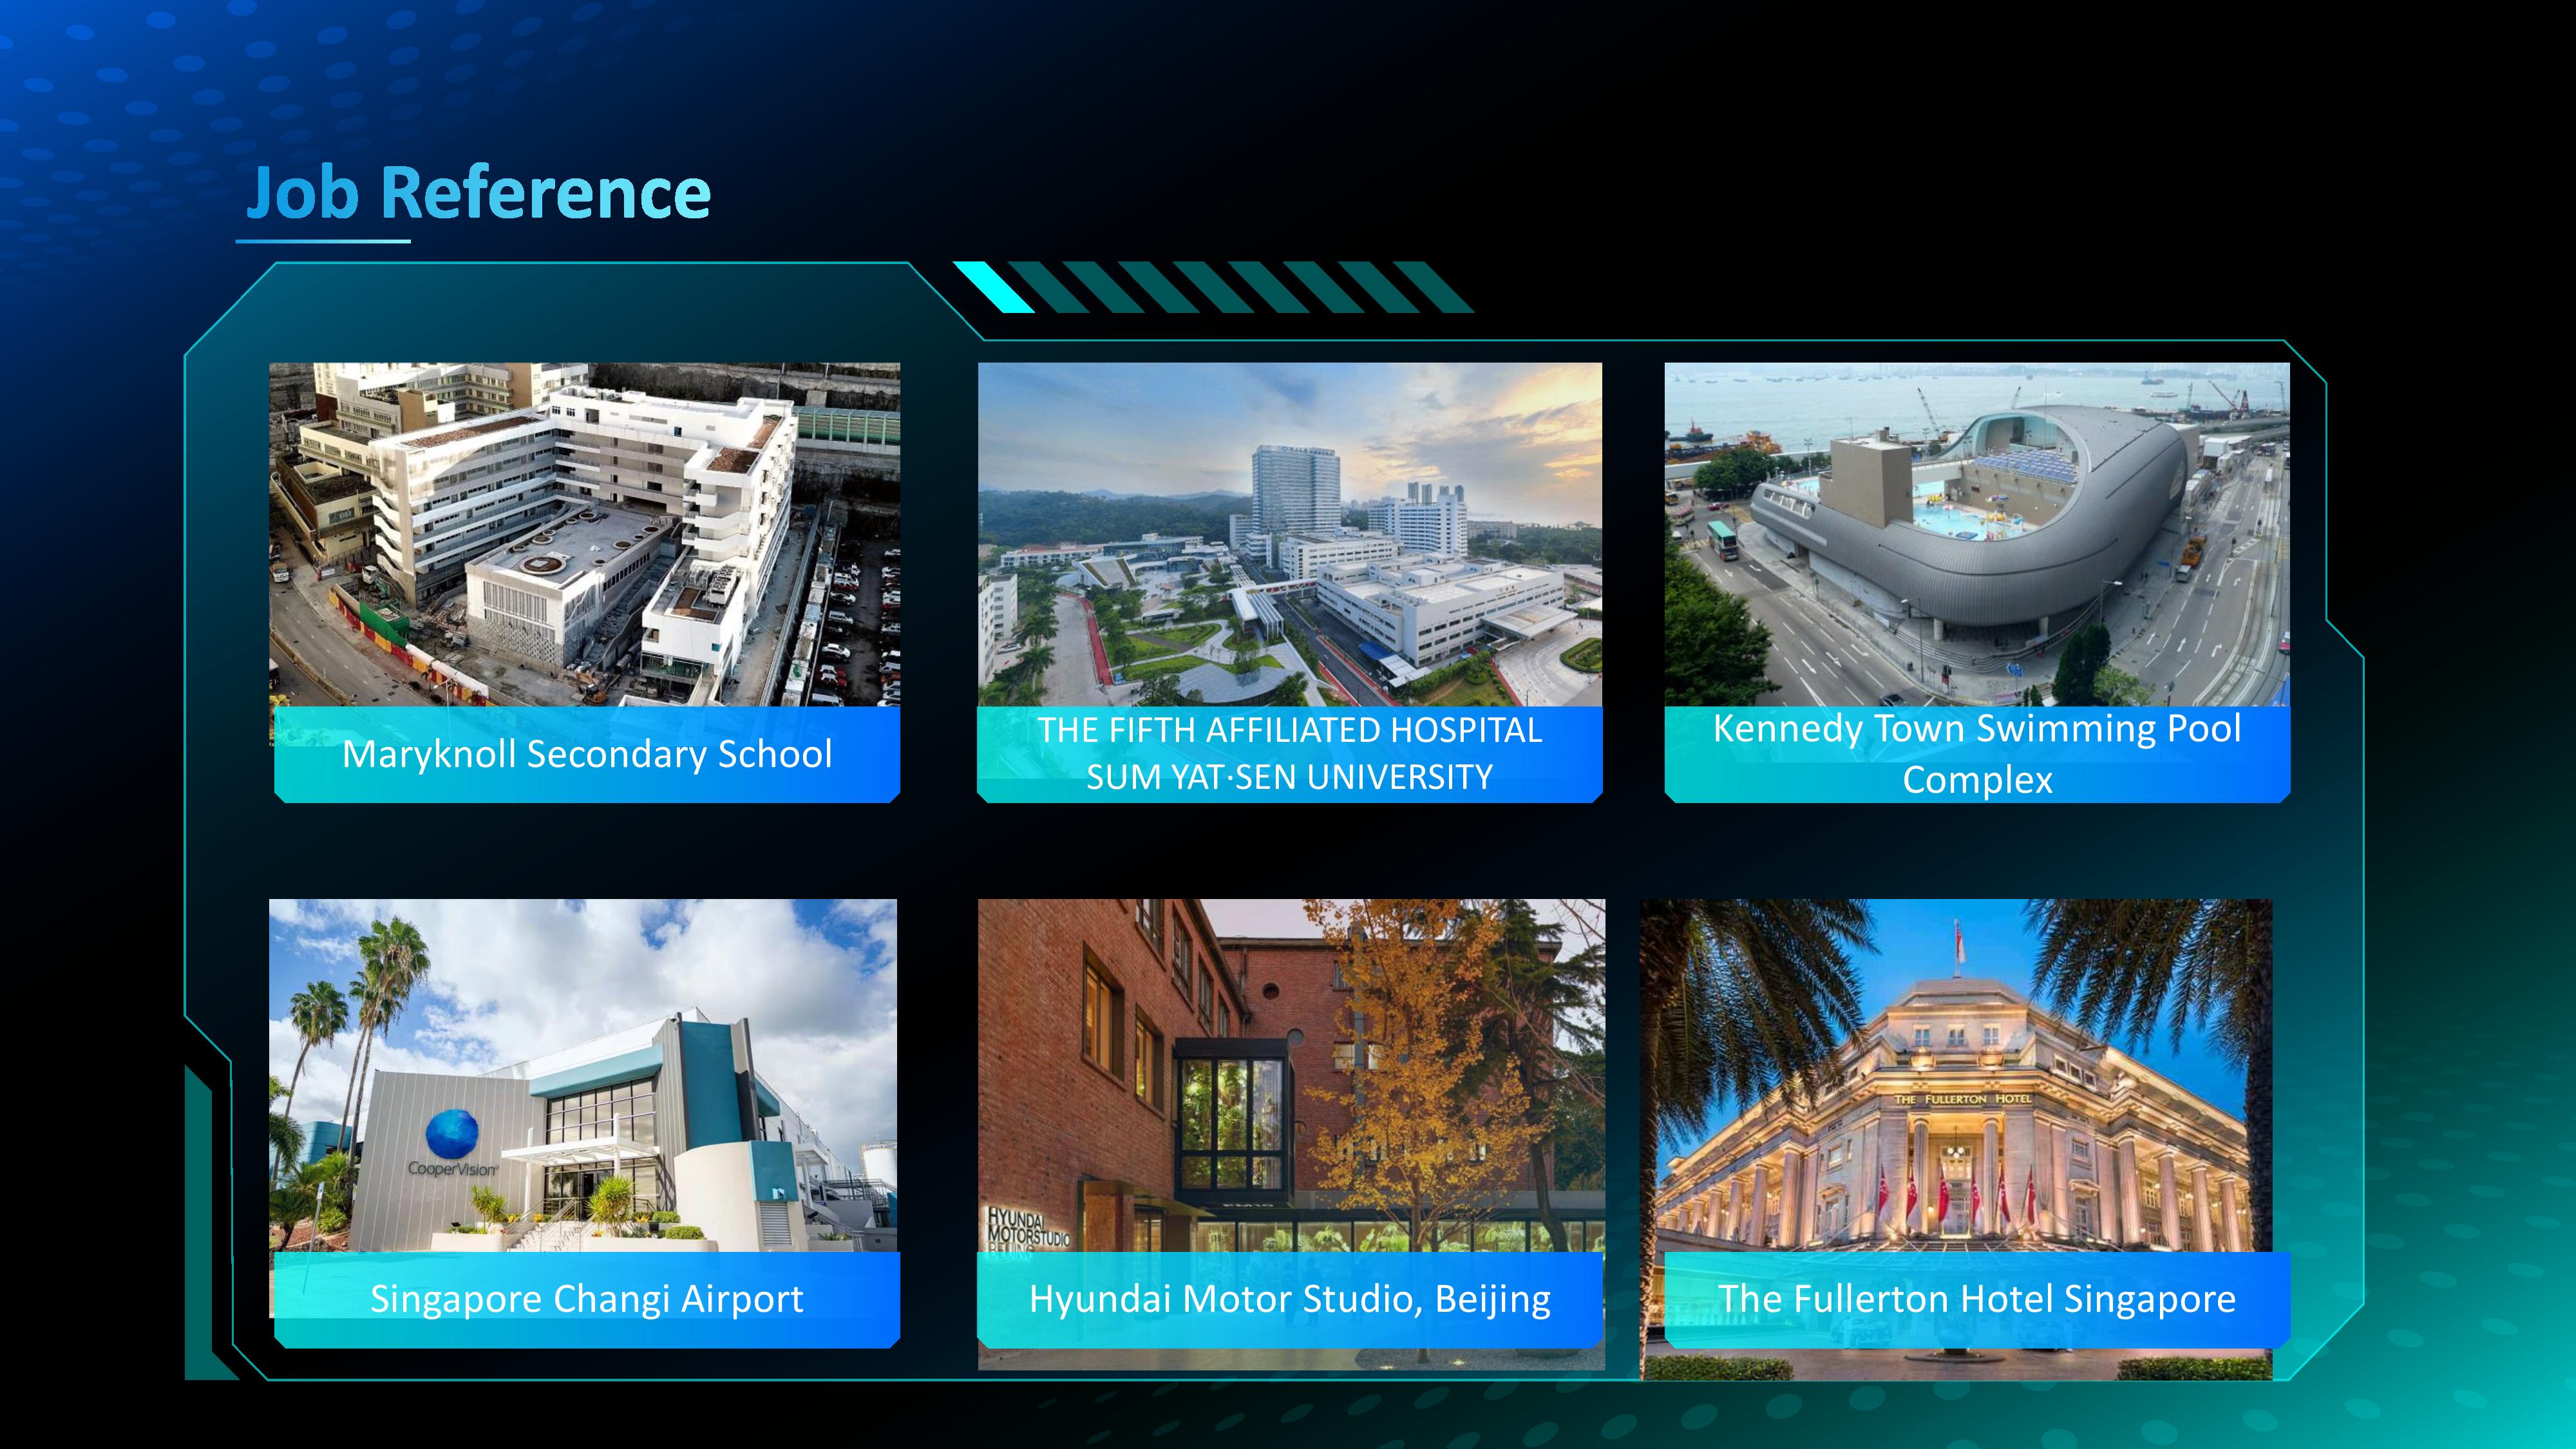 Job Reference
Maryknoll Secondary School
THE FIFTH AFFILIATED HOSPITAL
SUM YAT·SEN UNIVERSITY
Kennedy Town Swimming Pool
Complex
CooperVision
Singapore Changi Airport
HYUNDAI
MOTORSTUDIO
BEIJING
Hyundai Motor Studio, Beijing
THE FULLERTON HOTEL
The Fullerton Hotel Singapore